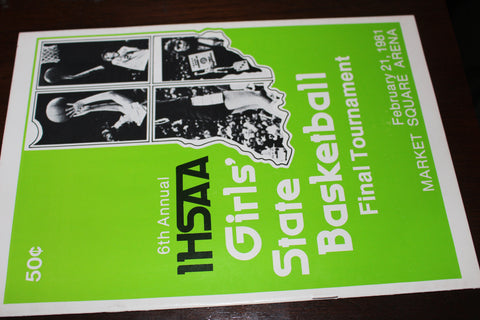 6th Annual
IHSAA
Girls'
State
Basketball
Final Tournament
February 21, 1981
MARKET SQUARE ARENA
50¢